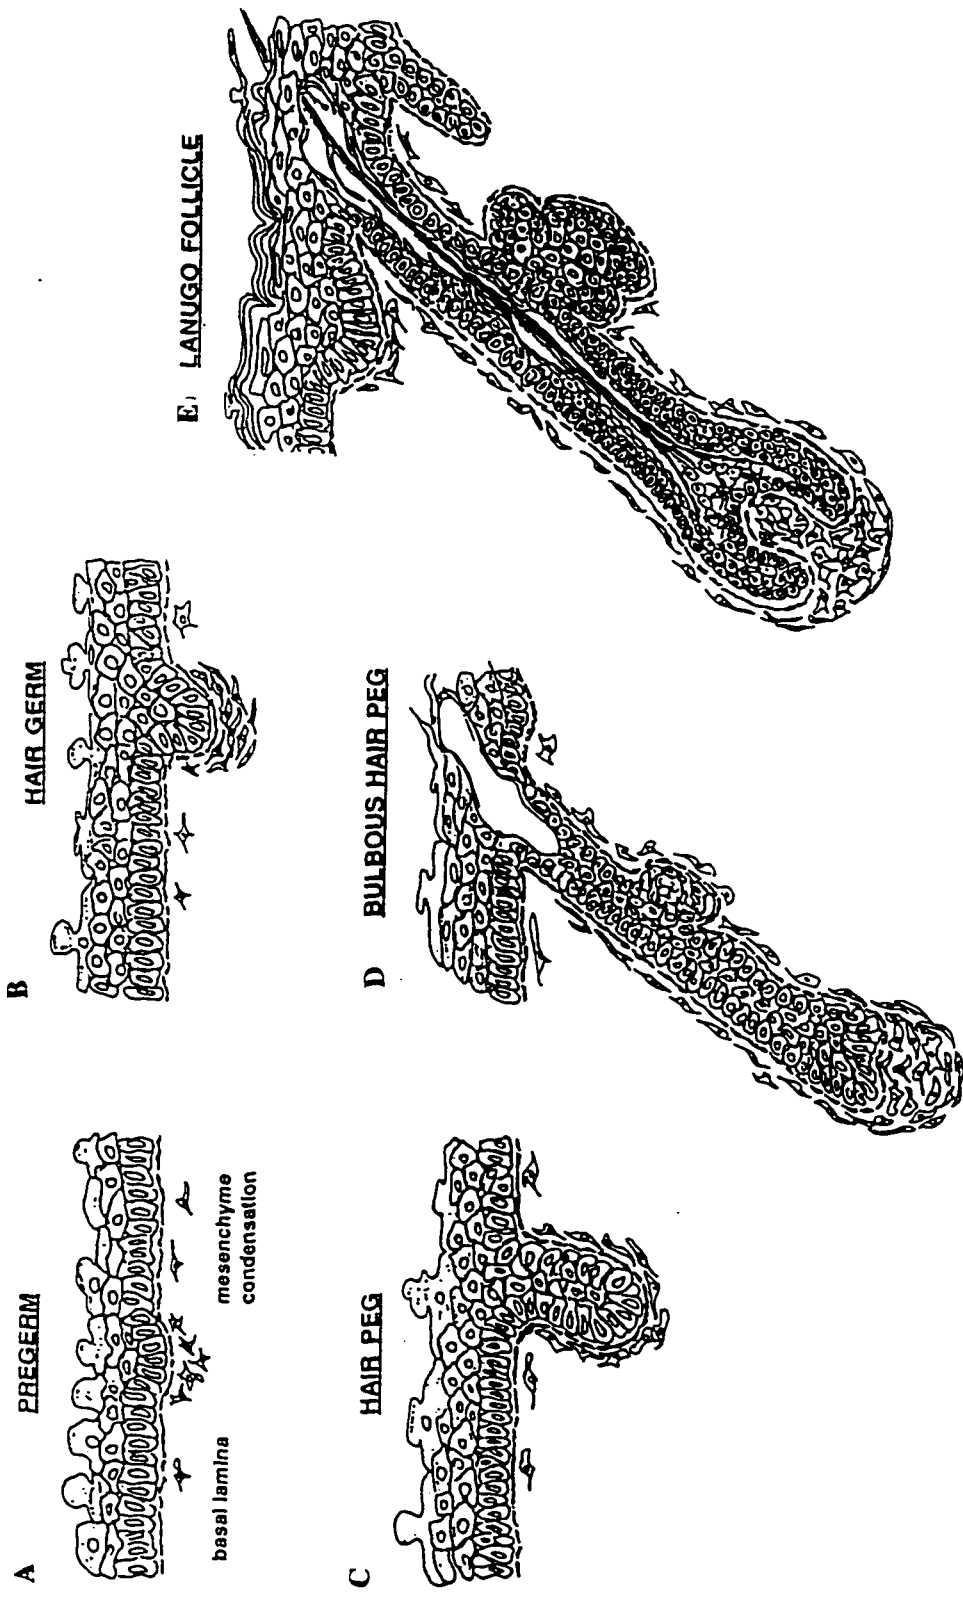 A
PREGERM
basal lamina
mesenchyme
condensation
B
HAIR GERM
C
HAIR PEG
D
BULBOUS HAIR PEG
E
LANUGO FOLLICLE